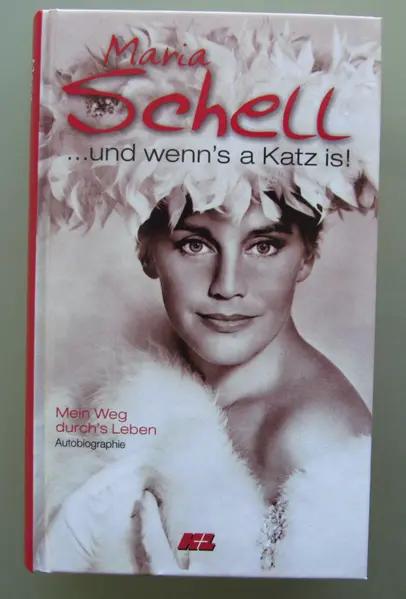 Maria
Schell
...und wenn's a Katz is!
Mein Weg
durch's Leben
Autobiographie